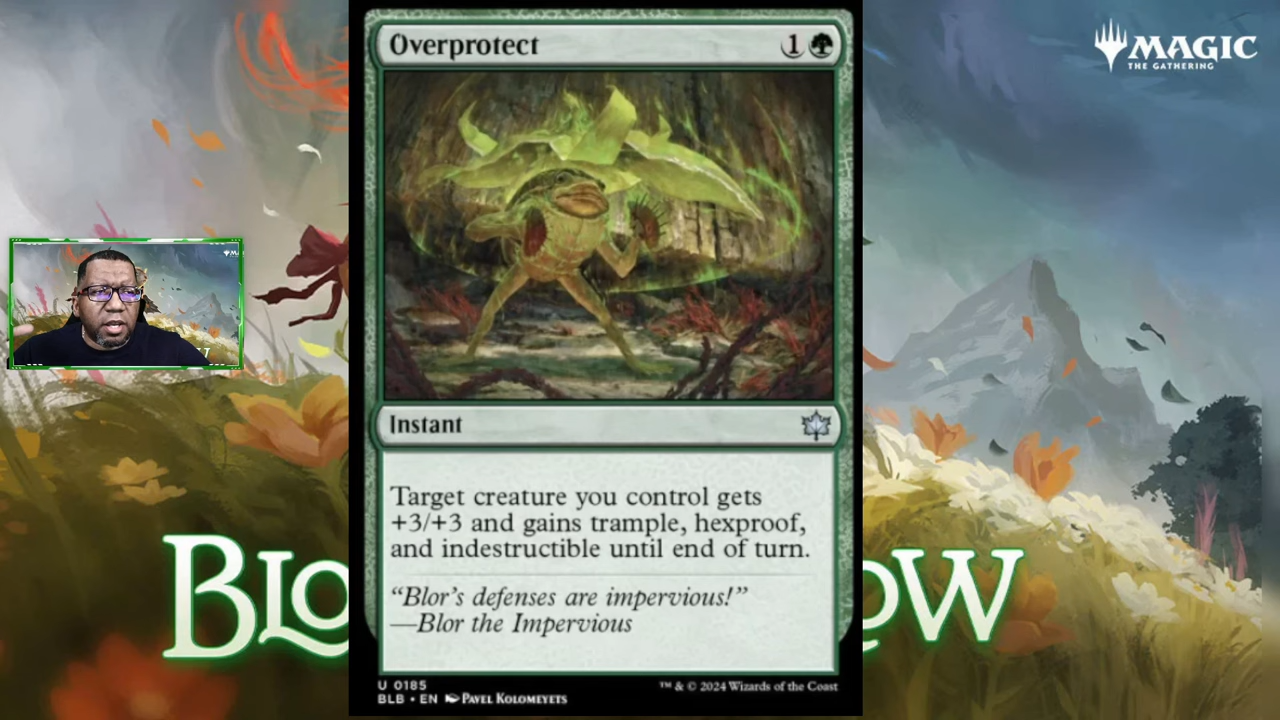 Overprotect 1
MAGIC
THE GATHERING
Instant
Target creature you control gets
+3/+3 and gains trample, hexproof,
and indestructible until end of turn.
“Blor’s defenses are impervious!”
—Blor the Impervious
BLO
OW
U 0185
BLB • EN PAVEL KOLOMEYETS
™ & © 2024 Wizards of the Coast